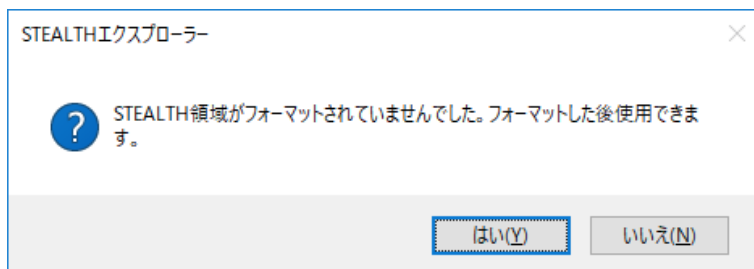 STEALTHエクスプローラー
STEALTH領域がフォーマットされていませんでした。フォーマットした後使用できま
す。
はい(Y)
いいえ(N)